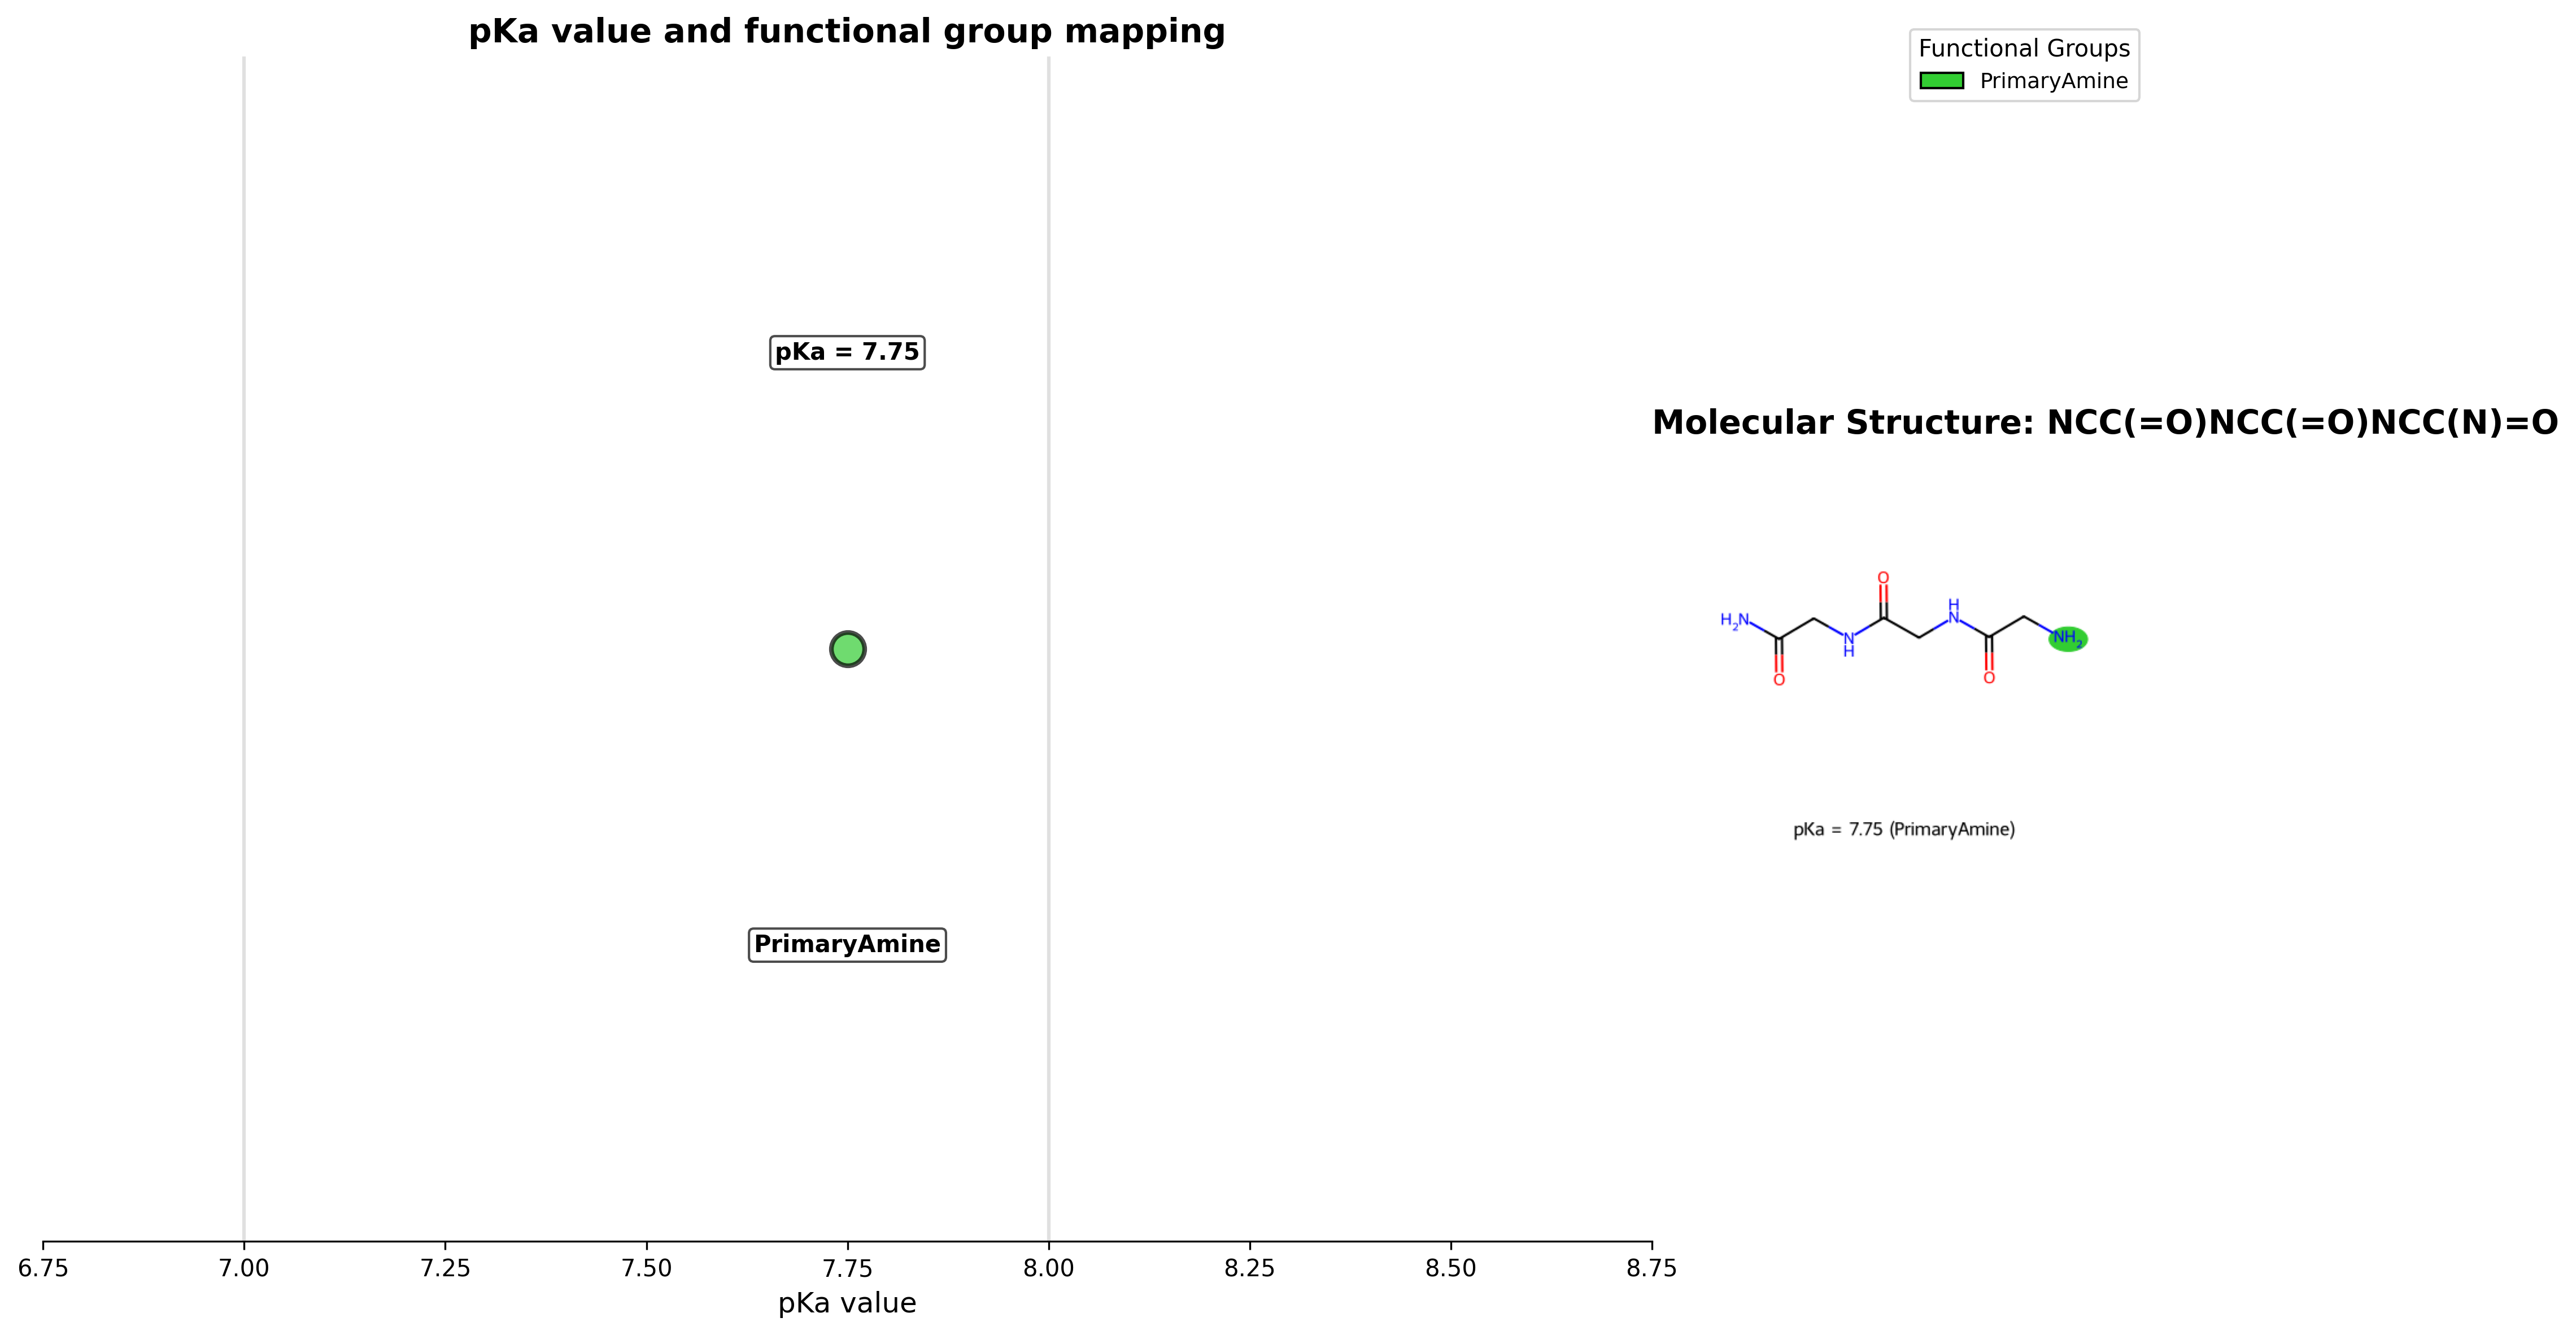 pKa value and functional group mapping
Functional Groups
PrimaryAmine
pKa = 7.75
Molecular Structure: NCC(=O)NCC(=O)NCC(N)=O
O
H
N
H₂N
N
H
NH₂
O
O
pKa = 7.75 (PrimaryAmine)
PrimaryAmine
6.75 7.00 7.25 7.50 7.75 8.00 8.25 8.50 8.75
pKa value